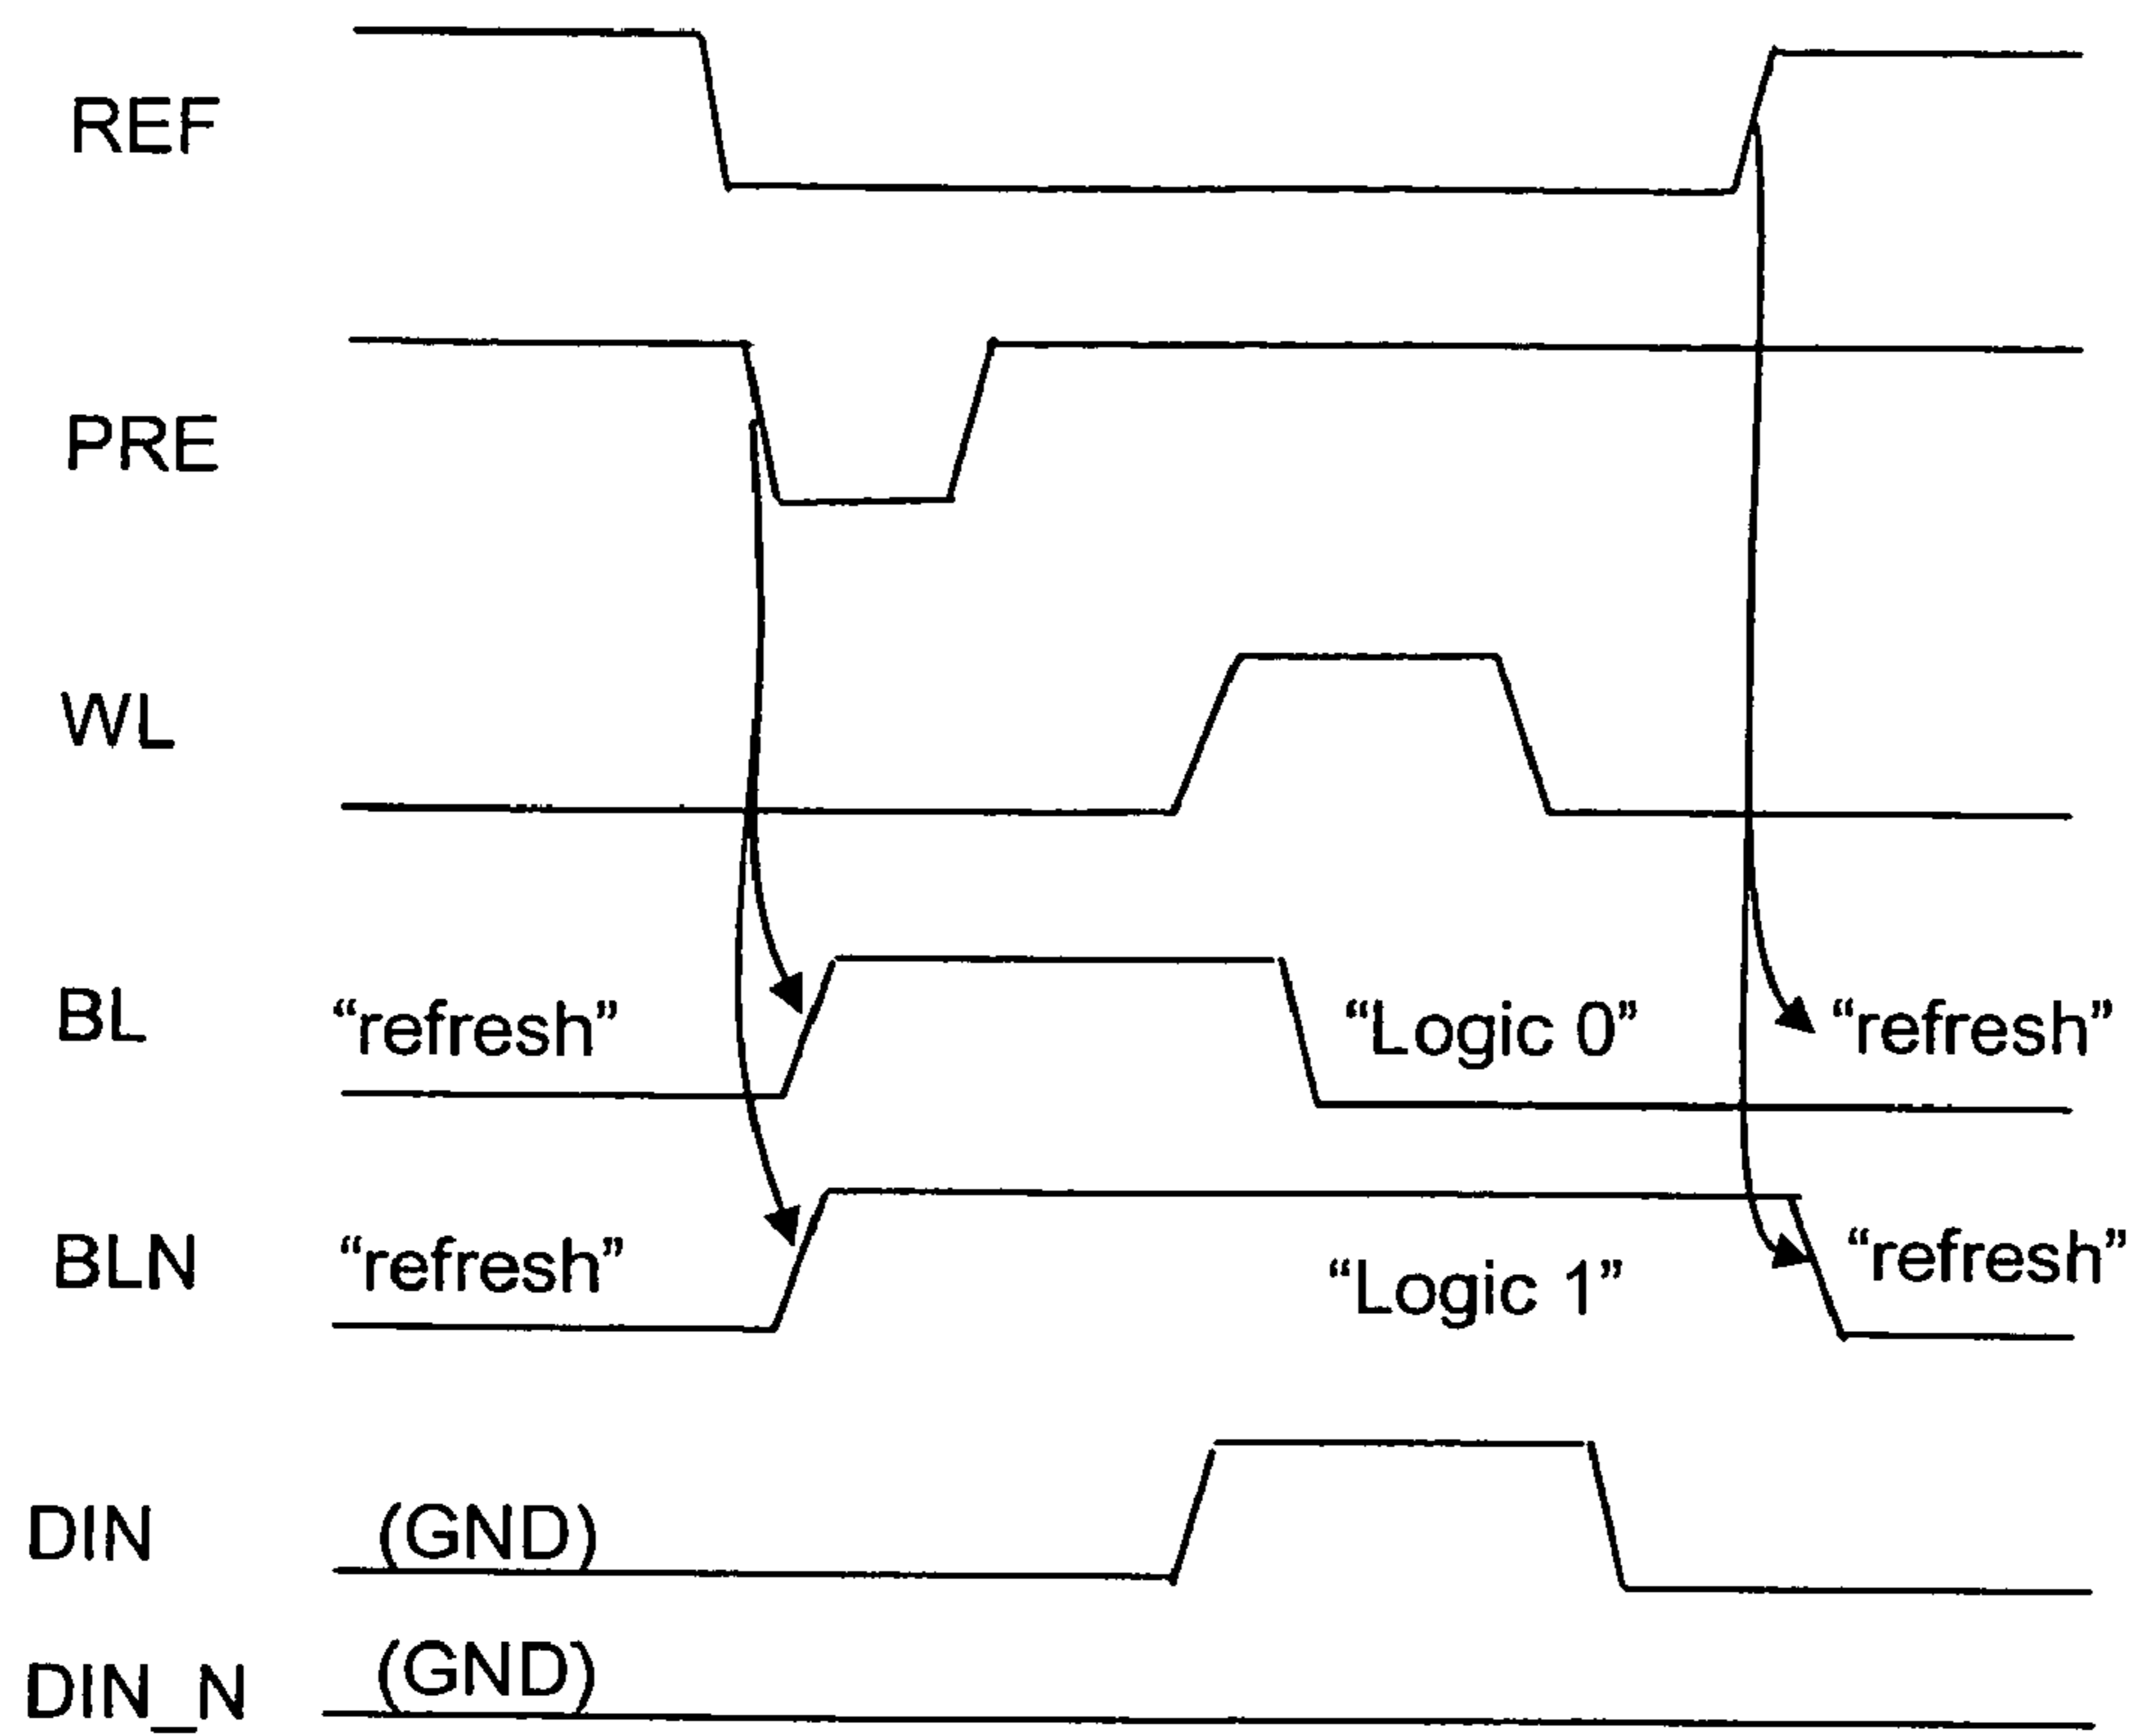 REF
PRE
WL
BL “refresh” “Logic 0” “refresh”
BLN “refresh” “Logic 1” “refresh”
DIN (GND)
DIN_N (GND)